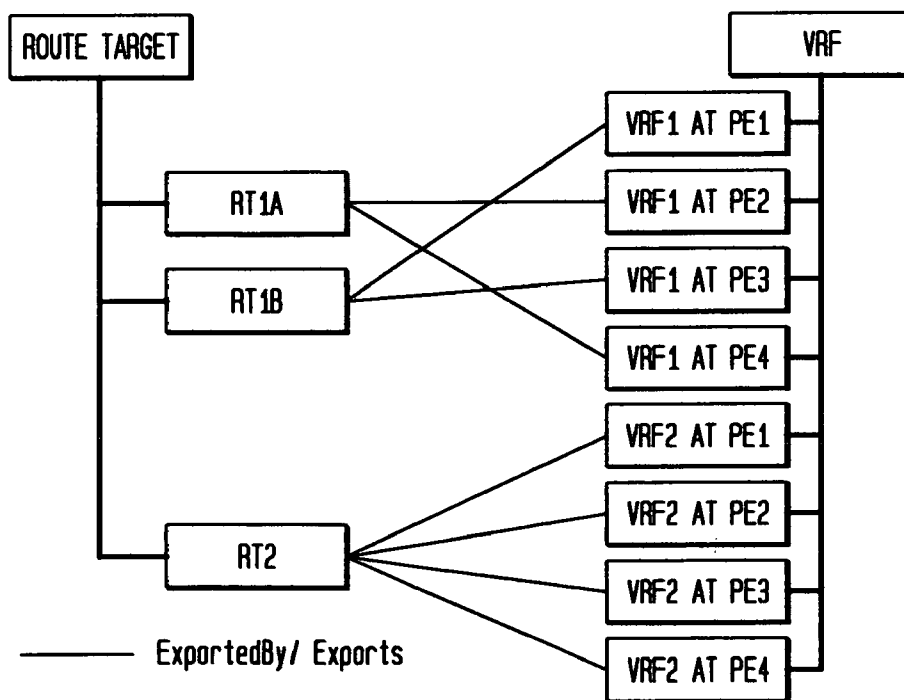 ROUTE TARGET
VRF
VRF1 AT PE1
RT1A
VRF1 AT PE2
RT1B
VRF1 AT PE3
VRF1 AT PE4
VRF2 AT PE1
VRF2 AT PE2
RT2
VRF2 AT PE3
ExportedBy/ Exports
VRF2 AT PE4